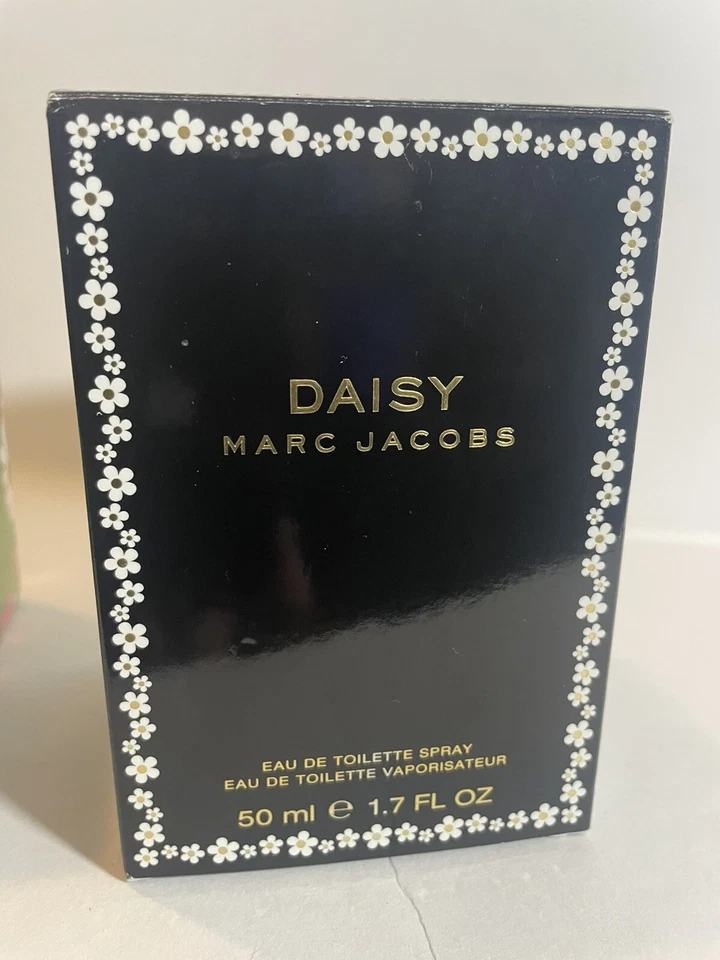 DAISY
MARC JACOBS
EAU DE TOILETTE SPRAY
EAU DE TOILETTE VAPORISATEUR
50 ml ℮ 1.7 FL OZ